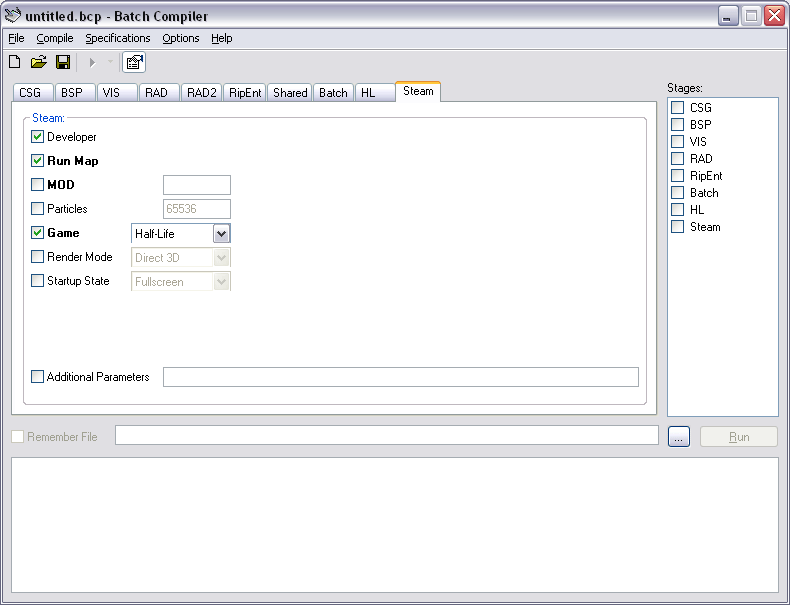 untitled.bcp - Batch Compiler
File Compile Specifications Options Help
CSG BSP VIS RAD RAD2 RipEnt Shared Batch HL Steam
Stages:
Steam:
Developer
Run Map
MOD
Particles 65536
Game Half-Life
Render Mode Direct 3D
Startup State Fullscreen
Additional Parameters
CSG
BSP
VIS
RAD
RipEnt
Batch
HL
Steam
Remember File ... Run